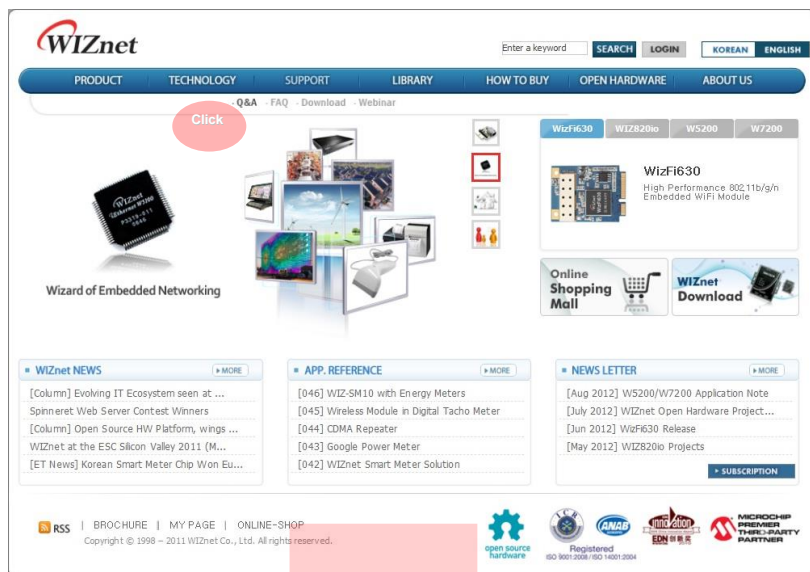 WIZnet
Enter a keyword SEARCH LOGIN KOREAN ENGLISH
PRODUCT TECHNOLOGY SUPPORT LIBRARY HOW TO BUY OPEN HARDWARE ABOUT US
· Q&A · FAQ · Download · Webinar
Click
WIZnet
Ethernet W5100
Wizard of Embedded Networking
WizFi630 WIZ820io W5200 W7200
WizFi630
High Performance 802,11b/g/n
Embedded WiFi Module
Online
Shopping
Mall
WIZnet
Download
WIZnet NEWS MORE
[Column] Evolving IT Ecosystem seen at ...
Spinneret Web Server Contest Winners
[Column] Open Source HW Platform, wings ...
WIZnet at the ESC Silicon Valley 2011 (M...
[ET News] Korean Smart Meter Chip Won Eu...
APP. REFERENCE MORE
[046] WIZ-SM10 with Energy Meters
[045] Wireless Module in Digital Tacho Meter
[044] CDMA Repeater
[043] Google Power Meter
[042] WIZnet Smart Meter Solution
NEWS LETTER MORE
[Aug 2012] W5200/W7200 Application Note
[July 2012] WIZnet Open Hardware Project...
[Jun 2012] WizFi630 Release
[May 2012] WIZ820io Projects
SUBSCRIPTION
RSS | BROCHURE | MY PAGE | ONLINE-SHOP
Copyright © 1998 – 2011 WIZnet Co., Ltd. All rights reserved.
open source
hardware
ICR
ANAB
Registered
ISO 9001:2008 / ISO 14001:2004
Innovation
EDN
MICROCHIP
PREMIER
THIRD-PARTY
PARTNER